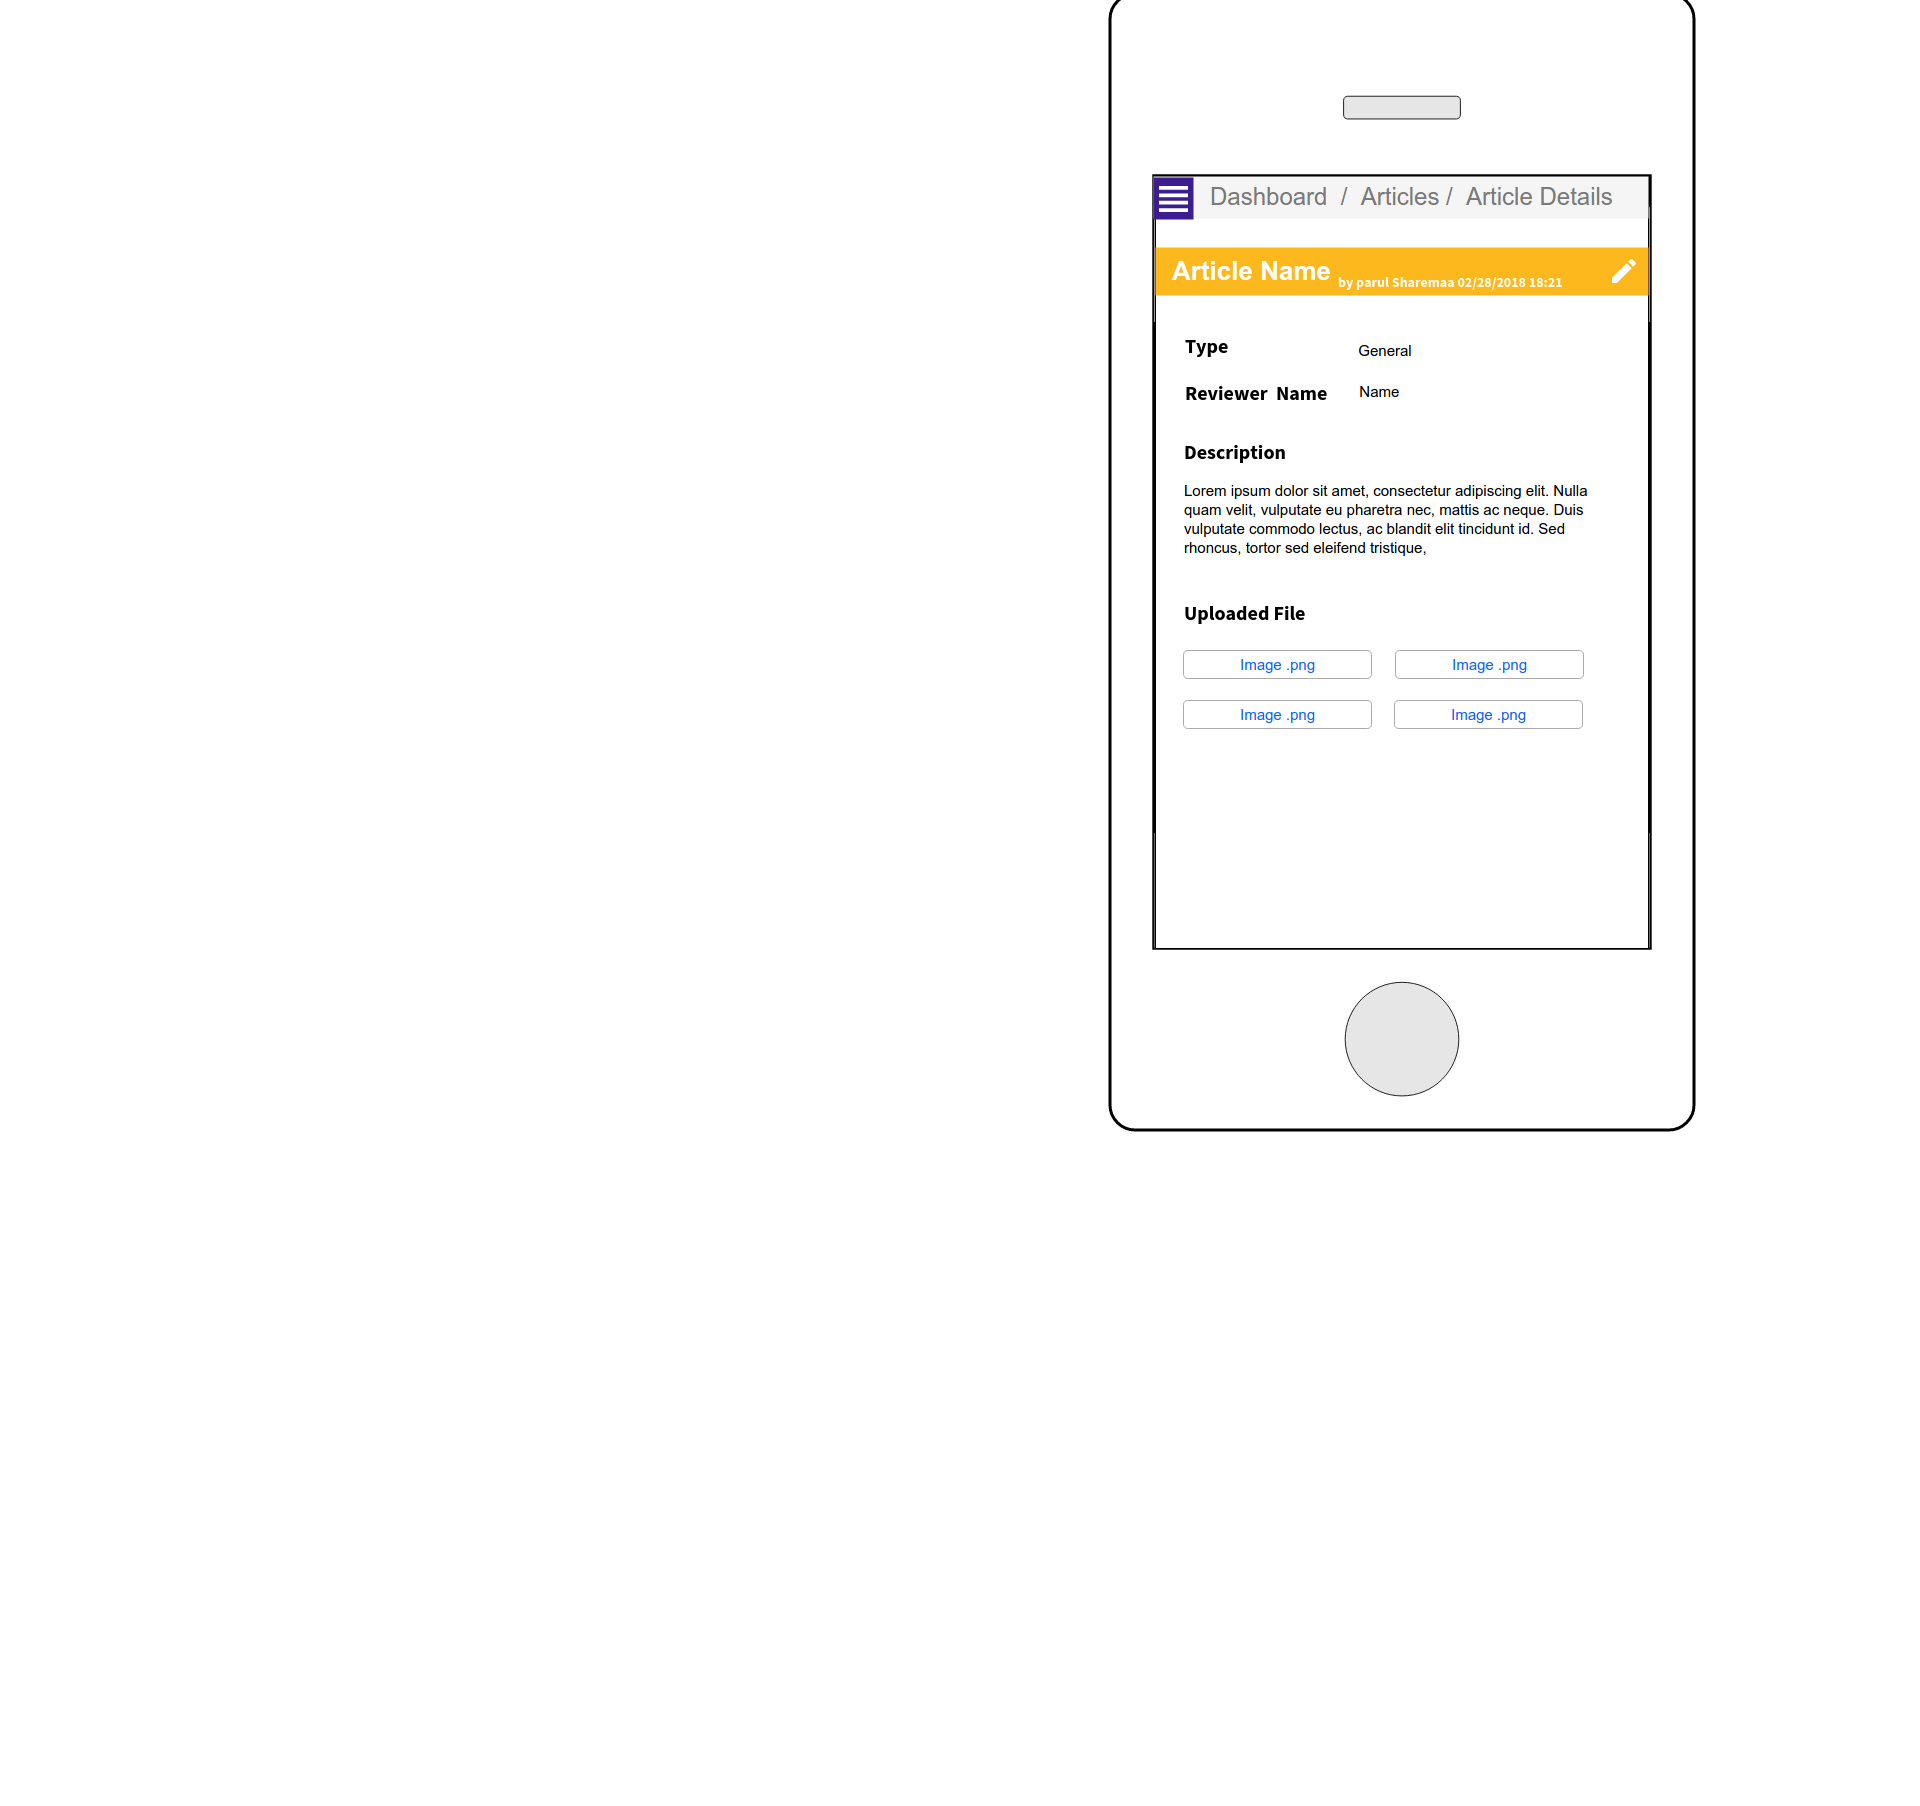 Dashboard / Articles / Article Details
Article Name by parul Sharemaa 02/28/2018 18:21
Type General
Reviewer Name Name
Description
Lorem ipsum dolor sit amet, consectetur adipiscing elit. Nulla
quam velit, vulputate eu pharetra nec, mattis ac neque. Duis
vulputate commodo lectus, ac blandit elit tincidunt id. Sed
rhoncus, tortor sed eleifend tristique,
Uploaded File
Image .png Image .png
Image .png Image .png